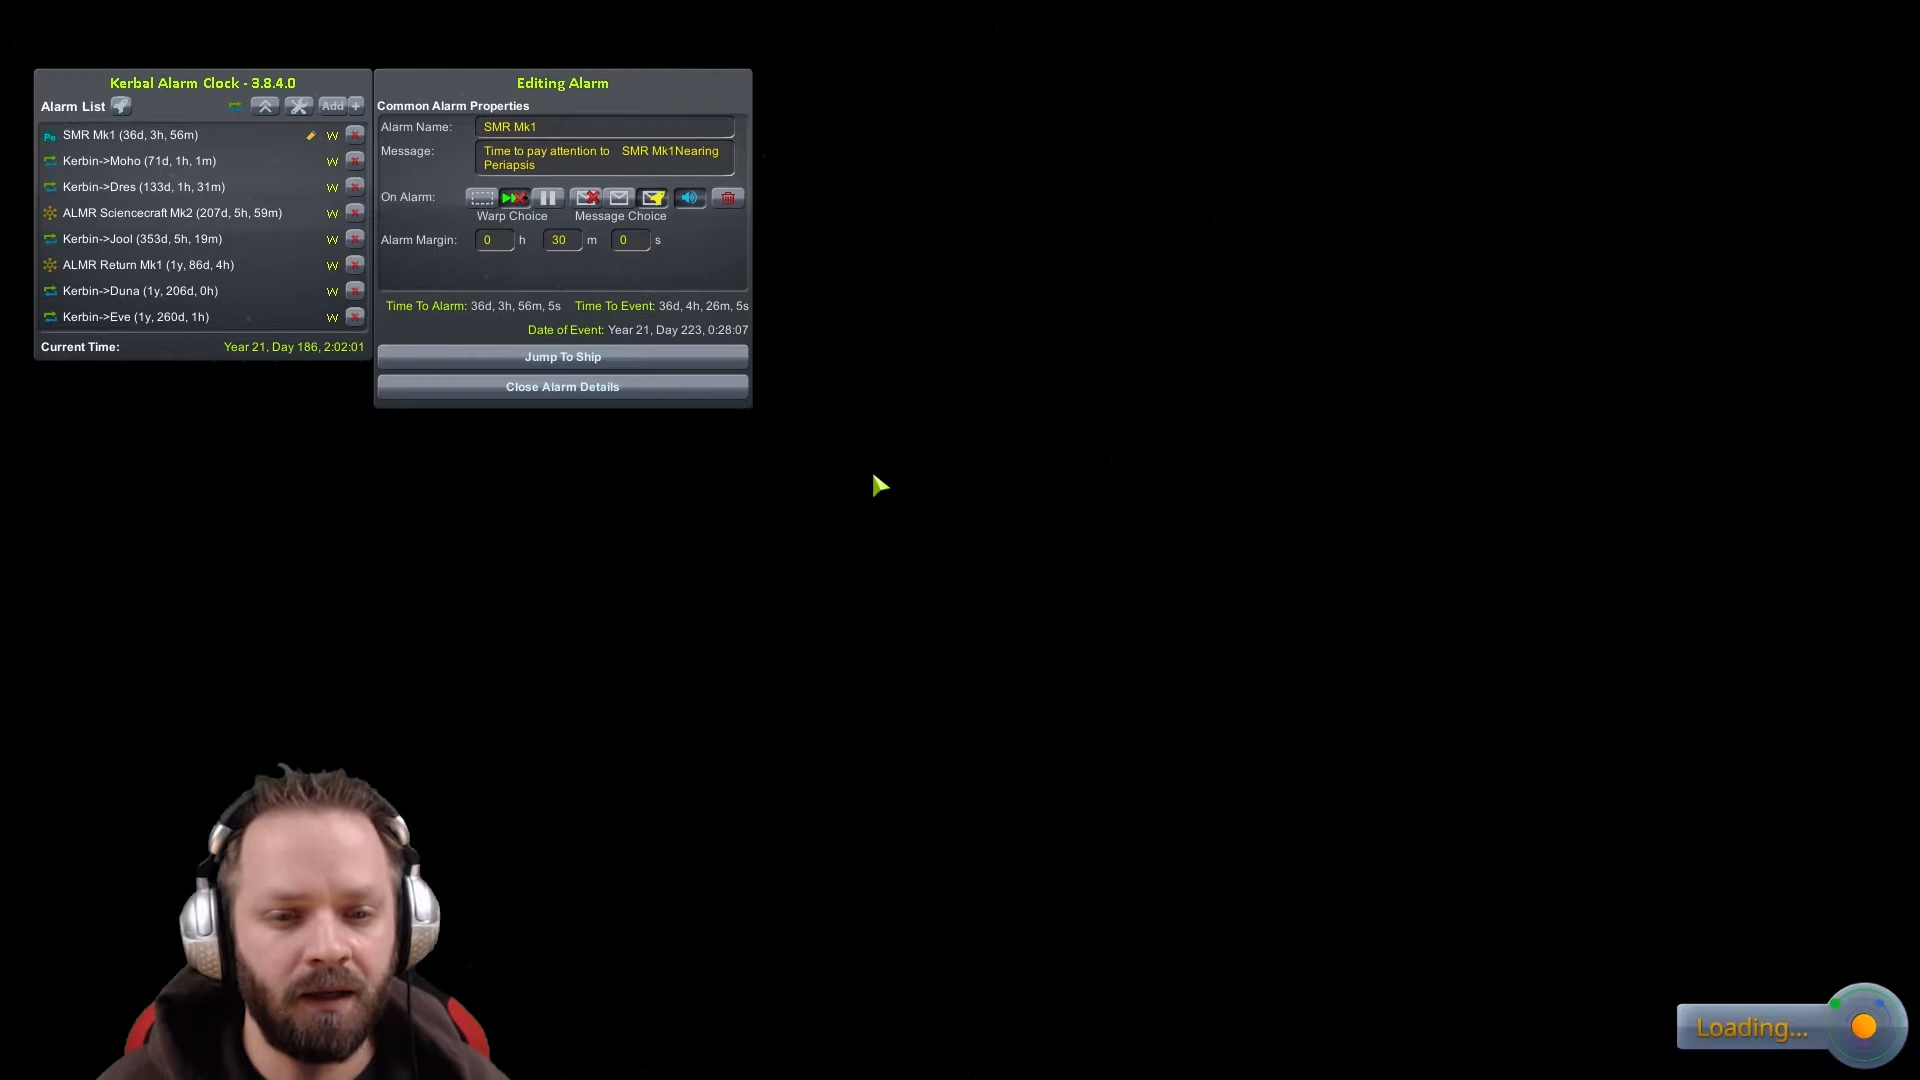 Kerbal Alarm Clock - 3.8.4.0
Alarm List
Add +
SMR Mk1 (36d, 3h, 56m)
W
Kerbin->Moho (71d, 1h, 1m)
W
Kerbin->Dres (133d, 1h, 31m)
W
ALMR Sciencecraft Mk2 (207d, 5h, 59m)
W
Kerbin->Jool (353d, 5h, 19m)
W
ALMR Return Mk1 (1y, 86d, 4h)
W
Kerbin->Duna (1y, 206d, 0h)
W
Kerbin->Eve (1y, 260d, 1h)
W
Current Time: Year 21, Day 186, 2:02:01
Editing Alarm
Common Alarm Properties
Alarm Name: SMR Mk1
Message: Time to pay attention to SMR Mk1Nearing
Periapsis
On Alarm:
Warp Choice Message Choice
Alarm Margin: 0 h 30 m 0 s
Time To Alarm: 36d, 3h, 56m, 5s Time To Event: 36d, 4h, 26m, 5s
Date of Event: Year 21, Day 223, 0:28:07
Jump To Ship
Close Alarm Details
Loading...